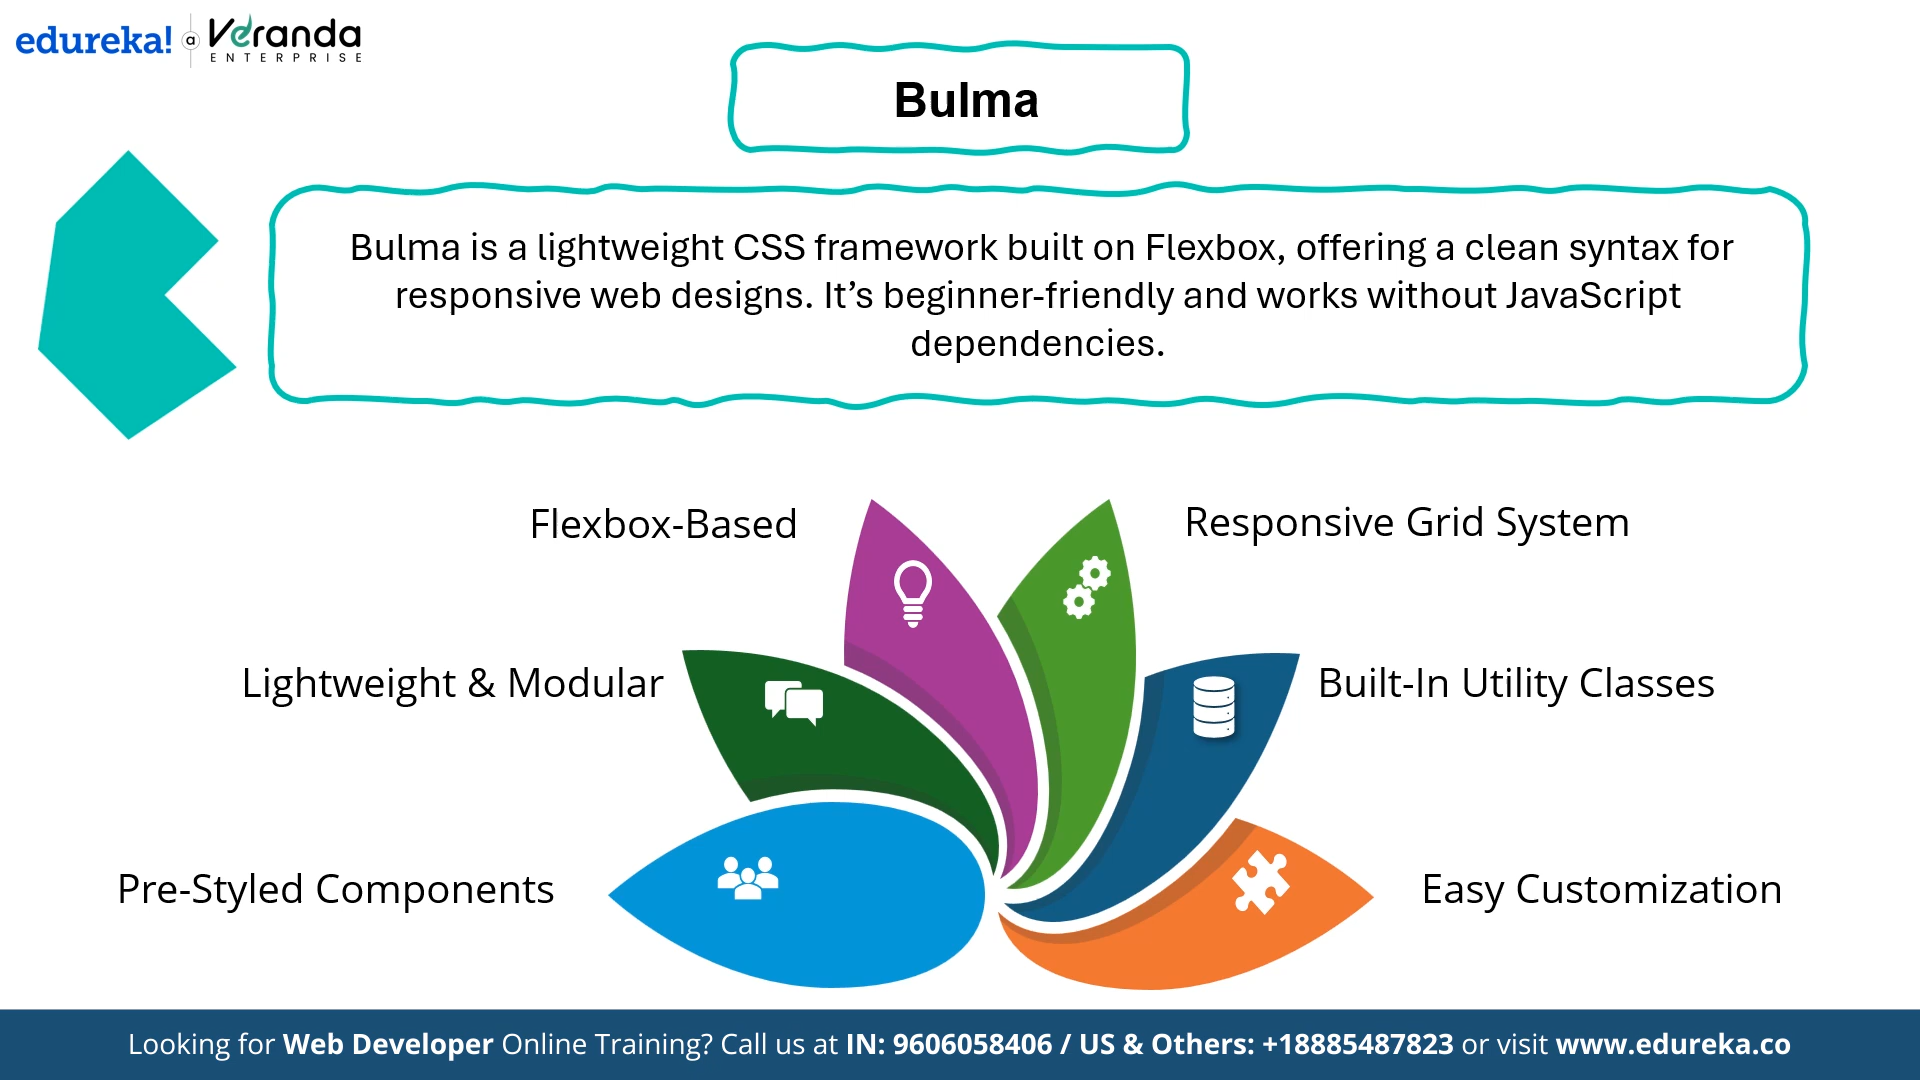 edureka! a Veranda
ENTERPRISE
Bulma
Bulma is a lightweight CSS framework built on Flexbox, offering a clean syntax for
responsive web designs. It’s beginner-friendly and works without JavaScript
dependencies.
Flexbox-Based
Responsive Grid System
Lightweight & Modular
Built-In Utility Classes
Pre-Styled Components
Easy Customization
Looking for Web Developer Online Training? Call us at IN: 9606058406 / US & Others: +18885487823 or visit www.edureka.co